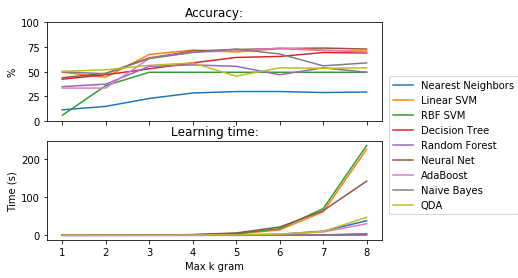 Accuracy:
100
75
50
25
0
%
Learning time:
200
100
0
Time (s)
1 2 3 4 5 6 7 8
Max k gram
Nearest Neighbors
Linear SVM
RBF SVM
Decision Tree
Random Forest
Neural Net
AdaBoost
Naive Bayes
QDA